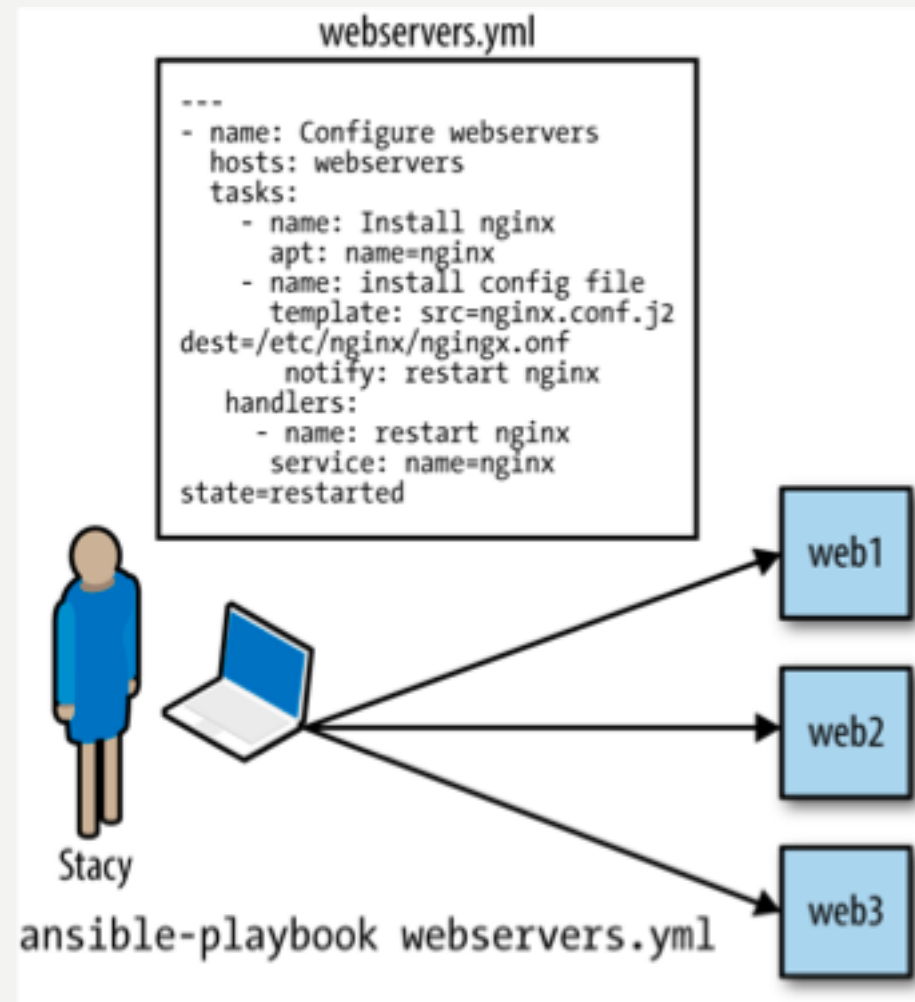 webservers.yml
---
- name: Configure webservers
  hosts: webservers
  tasks:
    - name: Install nginx
      apt: name=nginx
    - name: install config file
      template: src=nginx.conf.j2
dest=/etc/nginx/ngingx.onf
       notify: restart nginx
   handlers:
     - name: restart nginx
      service: name=nginx
state=restarted
web1
web2
web3
Stacy
ansible-playbook webservers.yml